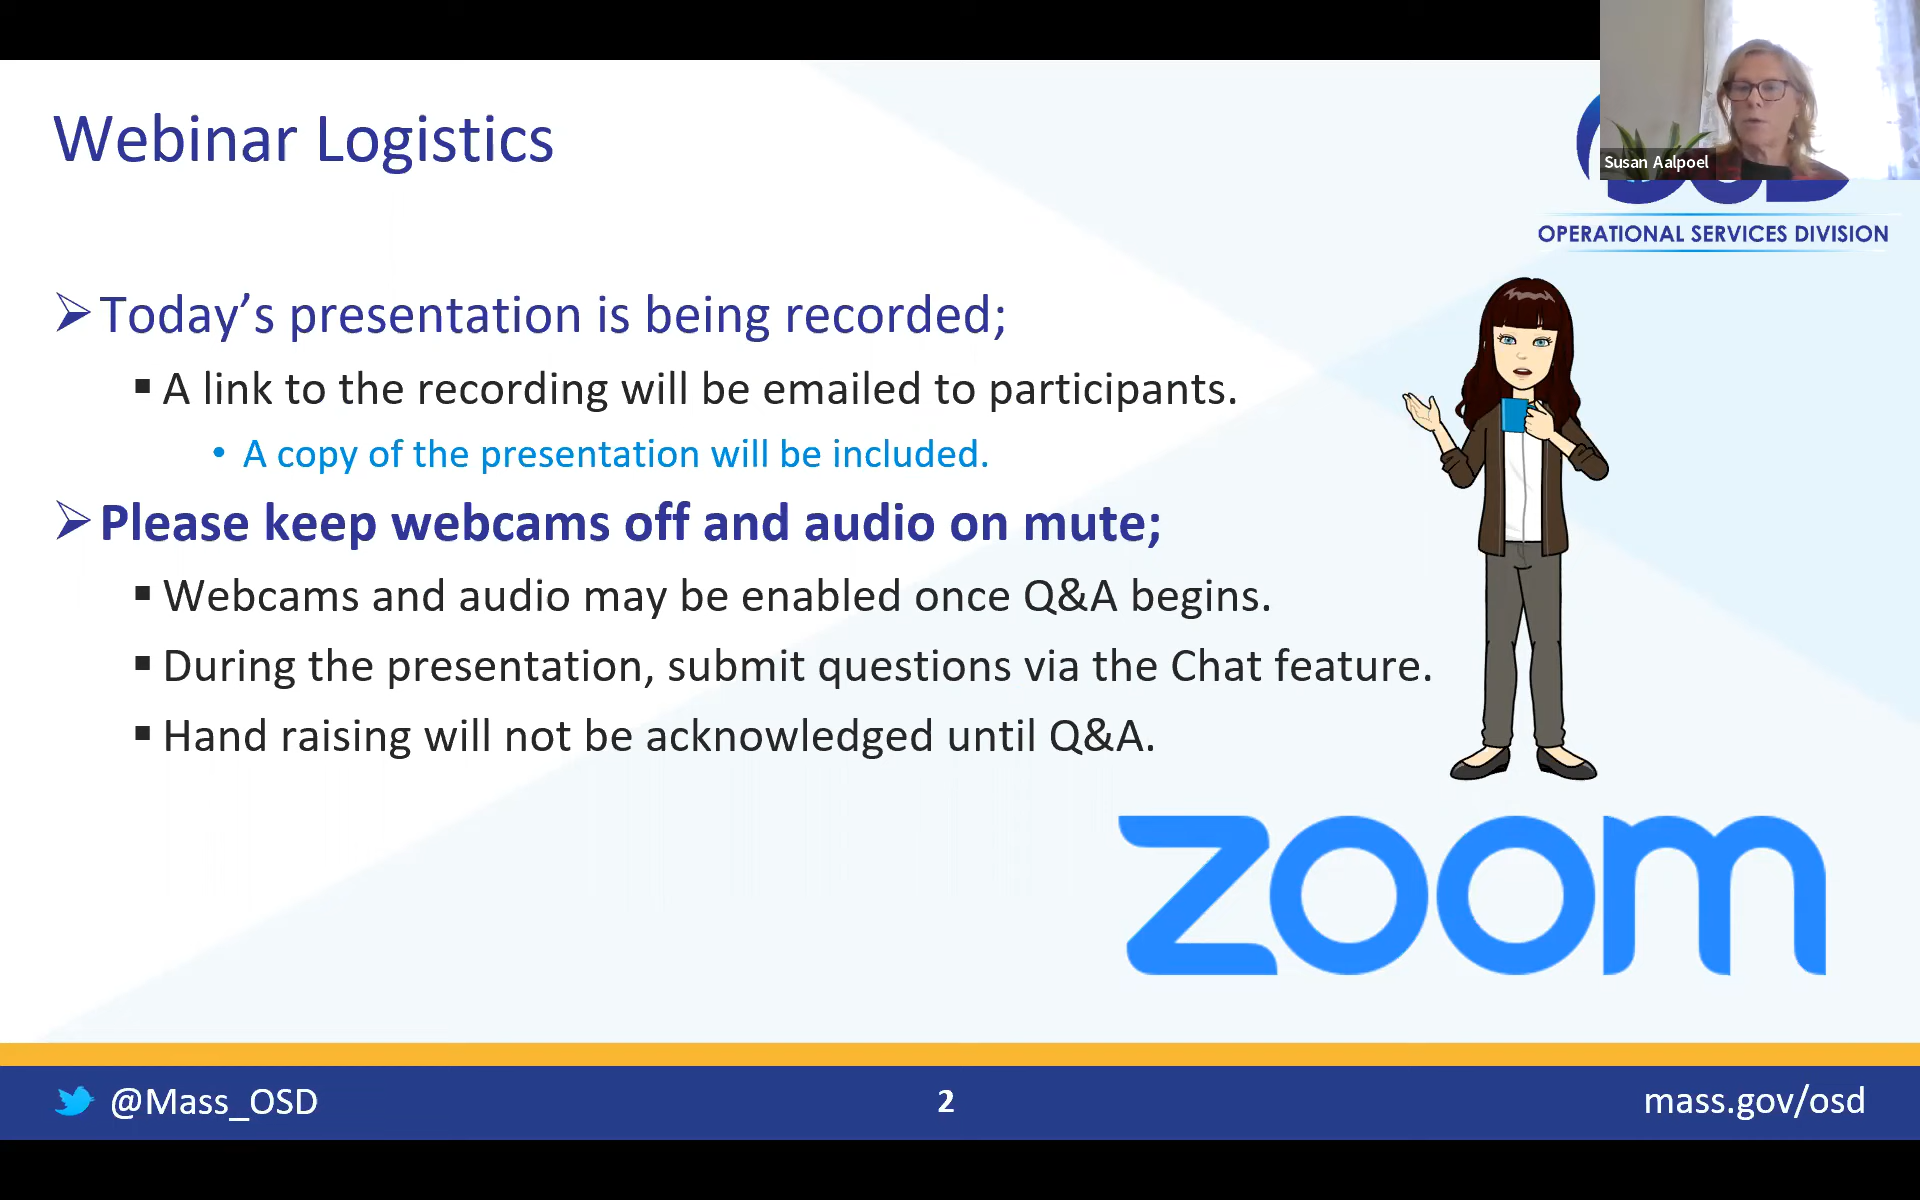 Webinar Logistics
Susan Aalpoel
OPERATIONAL SERVICES DIVISION
Today’s presentation is being recorded;
A link to the recording will be emailed to participants.
A copy of the presentation will be included.
Please keep webcams off and audio on mute;
Webcams and audio may be enabled once Q&A begins.
During the presentation, submit questions via the Chat feature.
Hand raising will not be acknowledged until Q&A.
zoom
@Mass_OSD
2
mass.gov/osd